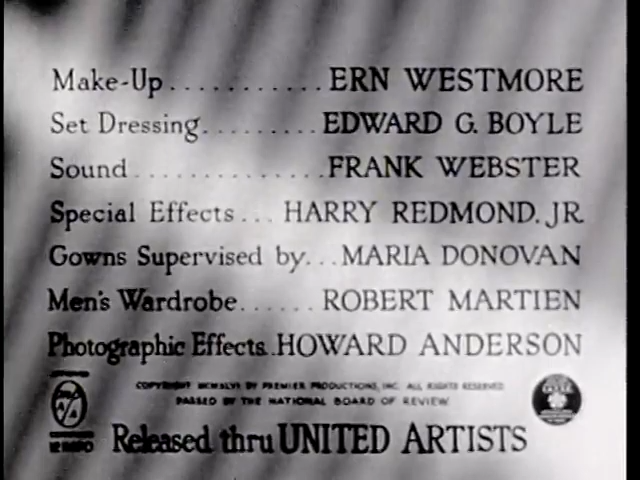 Make-Up........... ERN WESTMORE
Set Dressing......... EDWARD G. BOYLE
Sound.............. FRANK WEBSTER
Special Effects... HARRY REDMOND, JR.
Gowns Supervised by... MARIA DONOVAN
Men's Wardrobe...... ROBERT MARTIEN
Photographic Effects.. HOWARD ANDERSON
COPYRIGHT MCMXLVI BY PREMIER PRODUCTIONS, INC. ALL RIGHTS RESERVED
PASSED BY THE NATIONAL BOARD OF REVIEW
Released thru UNITED ARTISTS